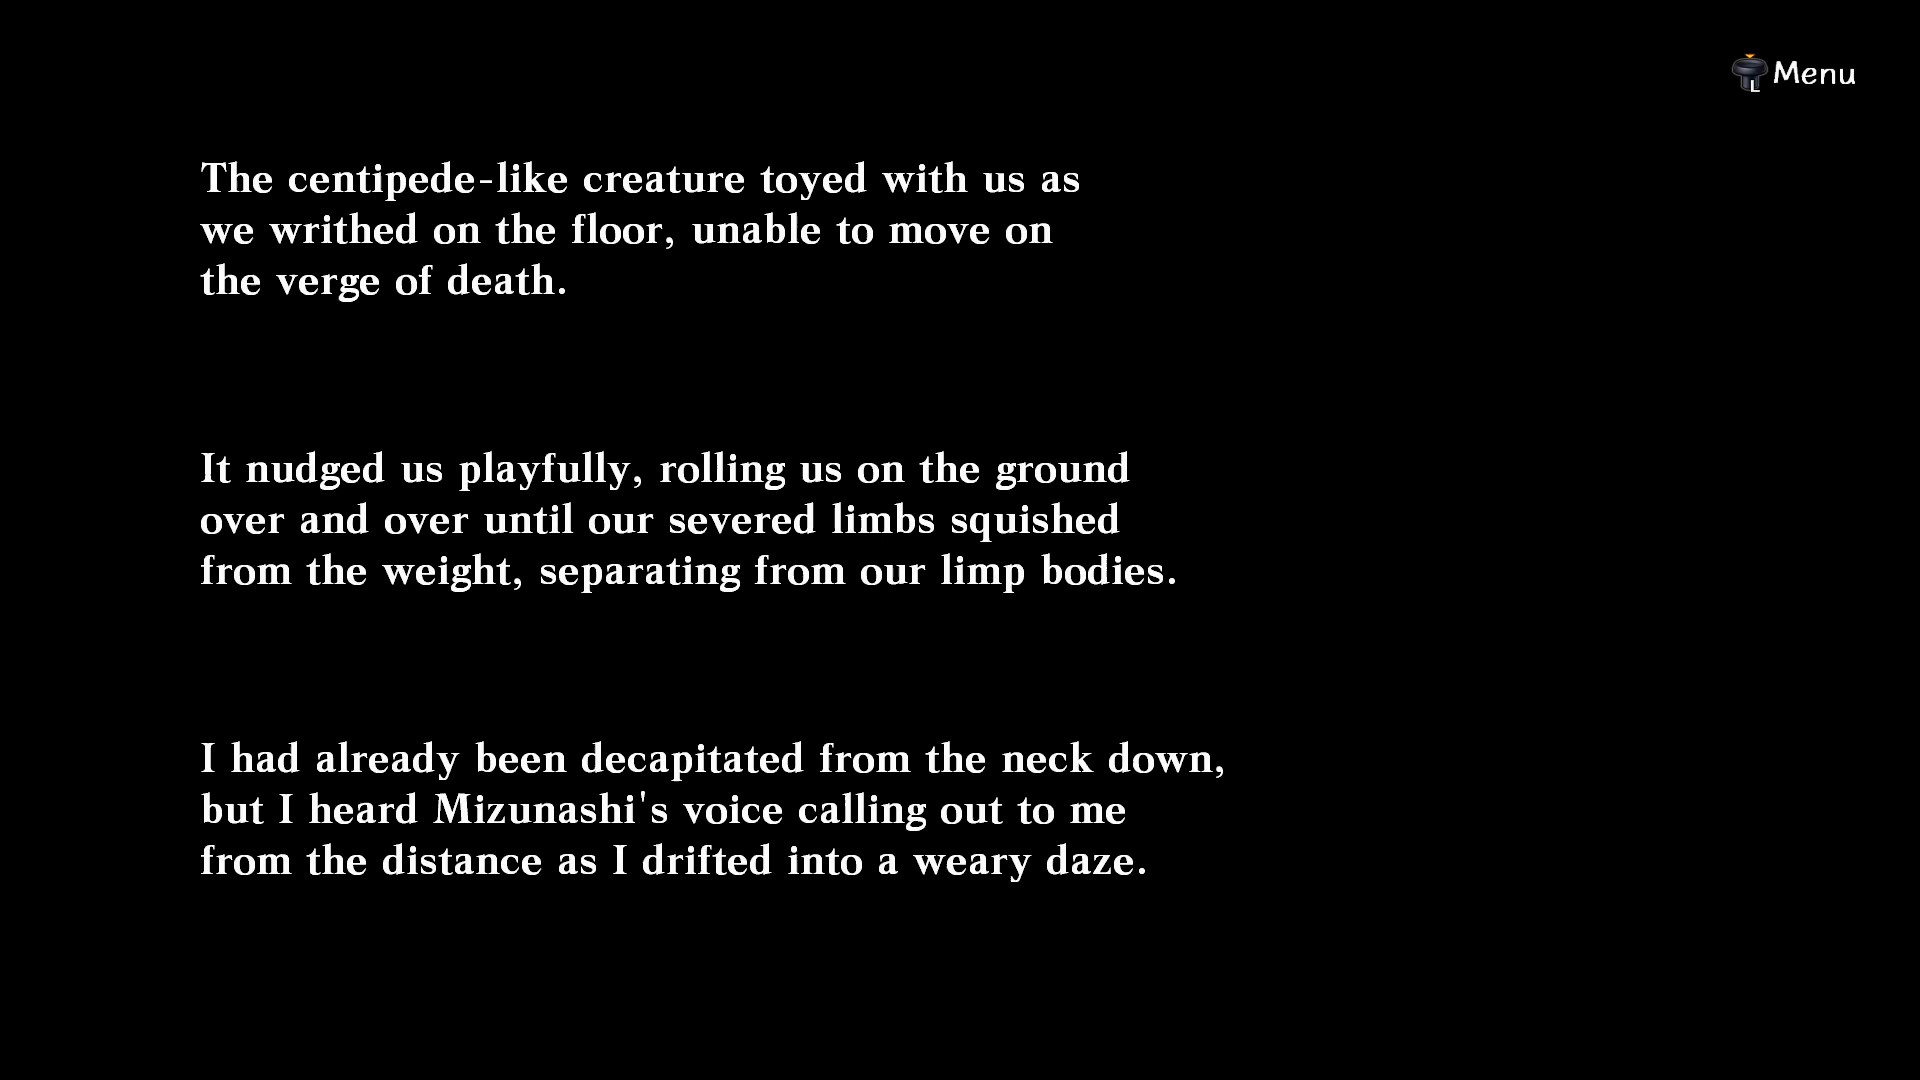 Menu
The centipede-like creature toyed with us as
we writhed on the floor, unable to move on
the verge of death.
It nudged us playfully, rolling us on the ground
over and over until our severed limbs squished
from the weight, separating from our limp bodies.
I had already been decapitated from the neck down,
but I heard Mizunashi's voice calling out to me
from the distance as I drifted into a weary daze.